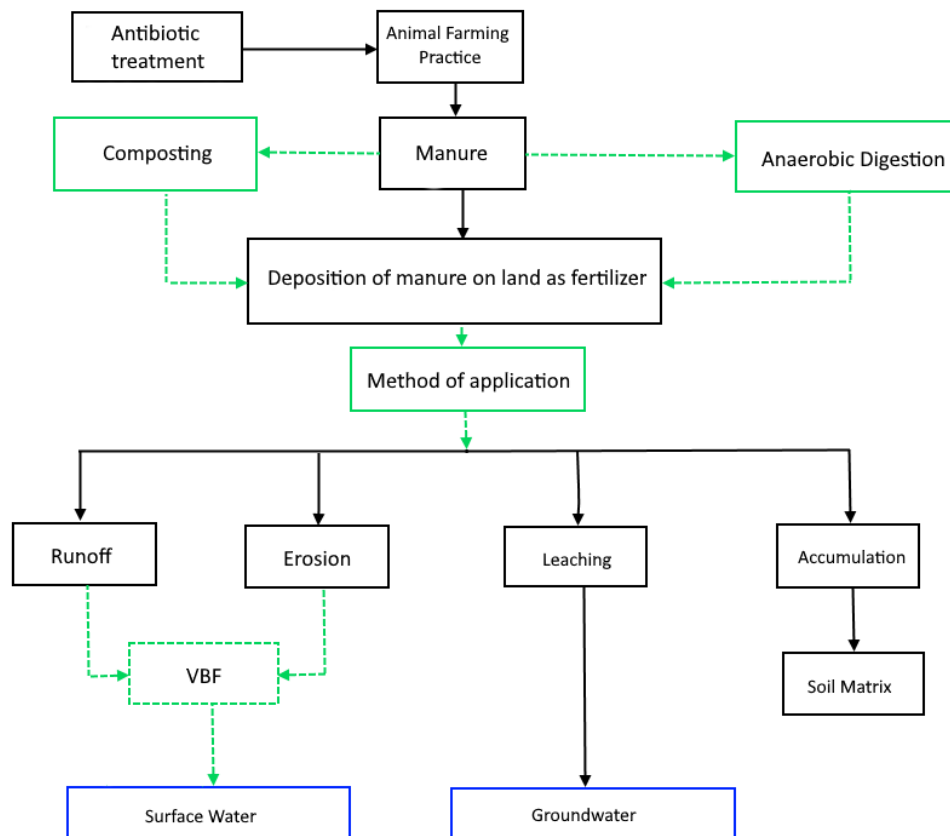 Antibiotic
treatment
Animal Farming
Practice
Composting
Manure
Anaerobic Digestion
Deposition of manure on land as fertilizer
Method of application
Runoff
Erosion
Leaching
Accumulation
VBF
Soil Matrix
Surface Water
Groundwater